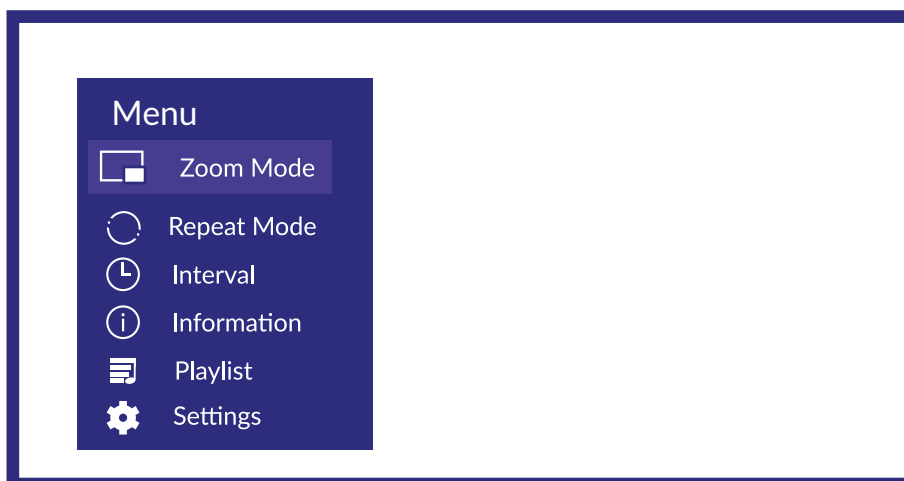 Menu
Zoom Mode
Repeat Mode
Interval
Information
Playlist
Settings